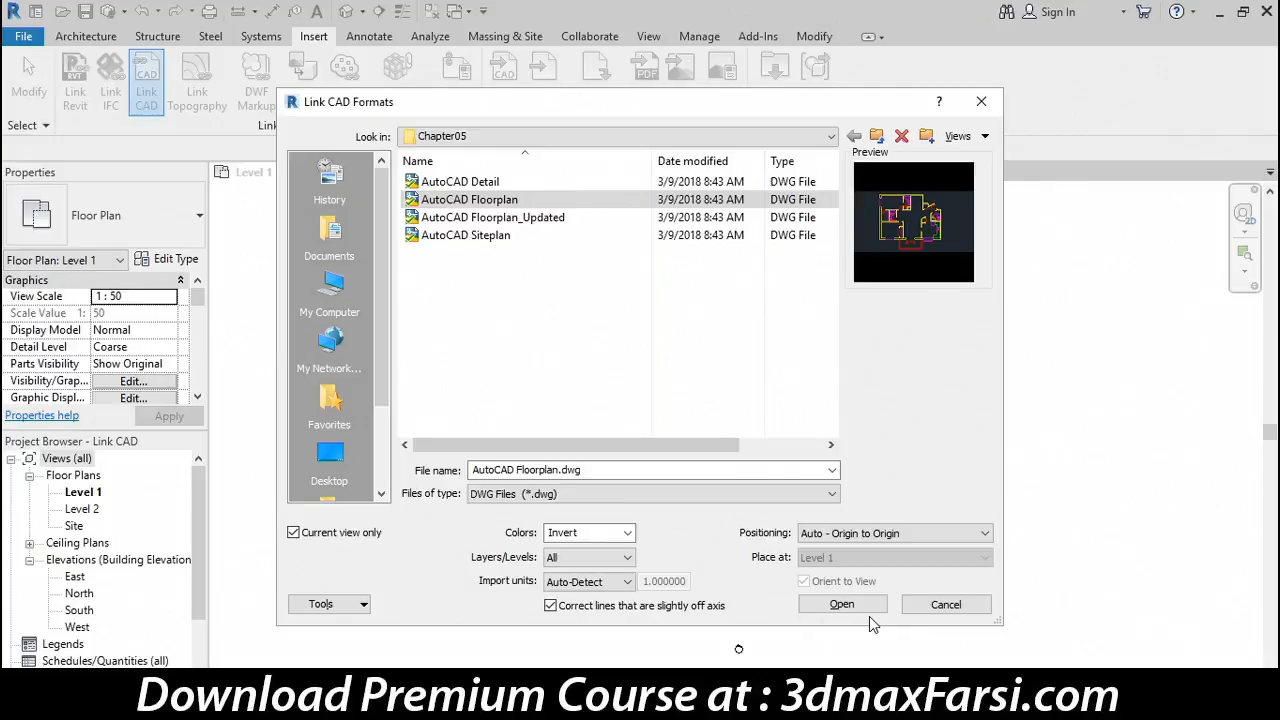 Sign In
File
Architecture
Structure
Steel
Systems
Insert
Annotate
Analyze
Massing & Site
Collaborate
View
Manage
Add-Ins
Modify
Modify
Link Revit
Link IFC
Link CAD
Link Topography
DWF Markup
CAD
PDF
Select
Link
Link CAD Formats
Look in: Chapter05
Views
Name Date modified Type
AutoCAD Detail 3/9/2018 8:43 AM DWG File
AutoCAD Floorplan 3/9/2018 8:43 AM DWG File
AutoCAD Floorplan_Updated 3/9/2018 8:43 AM DWG File
AutoCAD Siteplan 3/9/2018 8:43 AM DWG File
Preview
History
Documents
My Computer
My Network...
Favorites
Desktop
File name: AutoCAD Floorplan.dwg
Files of type: DWG Files (*.dwg)
Current view only
Colors: Invert
Layers/Levels: All
Import units: Auto-Detect 1.000000
Correct lines that are slightly off axis
Positioning: Auto - Origin to Origin
Place at: Level 1
Orient to View
Tools
Open
Cancel
Level 1
2D
Properties
Floor Plan
Floor Plan: Level 1
Edit Type
Graphics
View Scale 1 : 50
Scale Value 1: 50
Display Model Normal
Detail Level Coarse
Parts Visibility Show Original
Visibility/Grap... Edit...
Graphic Displ... Edit...
Properties help
Apply
Project Browser - Link CAD
Views (all)
Floor Plans
Level 1
Level 2
Site
Ceiling Plans
Elevations (Building Elevation
East
North
South
West
Legends
Schedules/Quantities (all)
Download Premium Course at : 3dmaxFarsi.com